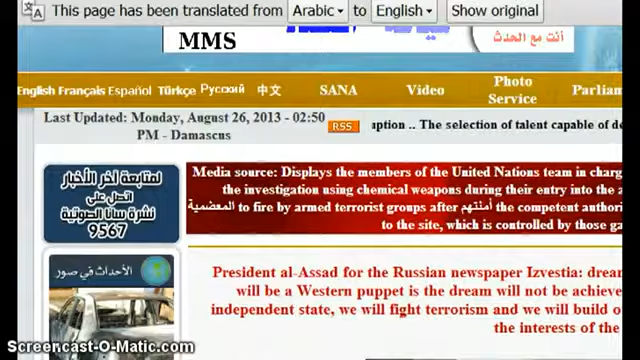 This page has been translated from Arabic to English Show original
MMS
أنت مع الحدث
English Français Español Türkçe Русский 中文 SANA Video Photo Service Parliam
Last Updated: Monday, August 26, 2013 - 02:50 PM - Damascus
RSS
aption .. The selection of talent capable of de
لمتابعة آخر الأخبار
اتصل على
نشرة سانا الصوتية
9567
Media source: Displays the members of the United Nations team in charg
the investigation using chemical weapons during their entry into the a
المعضمية to fire by armed terrorist groups after أمنتهم the competent authori
to the site, which is controlled by those ga
الأحداث في صور
President al-Assad for the Russian newspaper Izvestia: drea
will be a Western puppet is the dream will not be achieve
independent state, we will fight terrorism and we will build o
the interests of the
Screencast-O-Matic.com